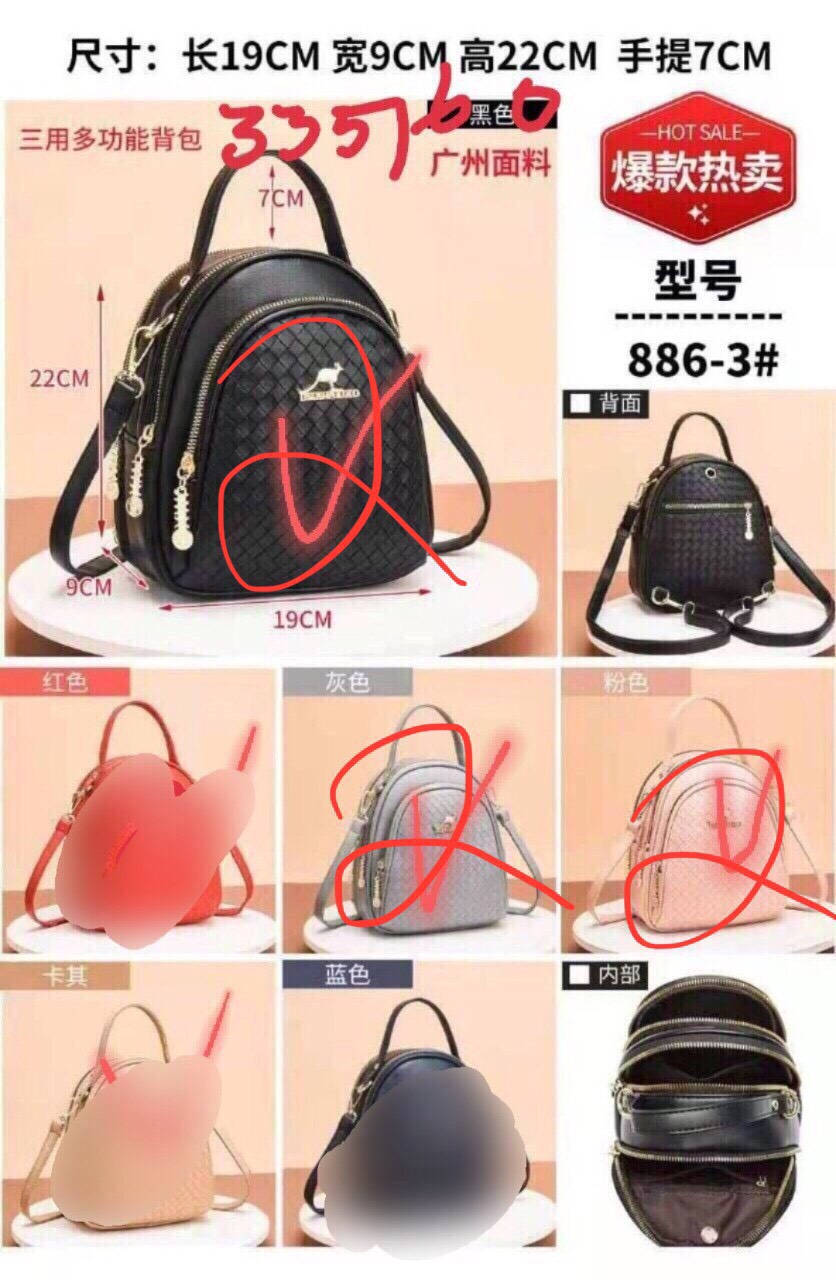 尺寸：长19CM 宽9CM 高22CM 手提7CM
三用多功能背包
黑色
广州面料
7CM
22CM
9CM
19CM
HOT SALE
爆款热卖
型号
886-3#
背面
红色
灰色
粉色
卡其
蓝色
内部